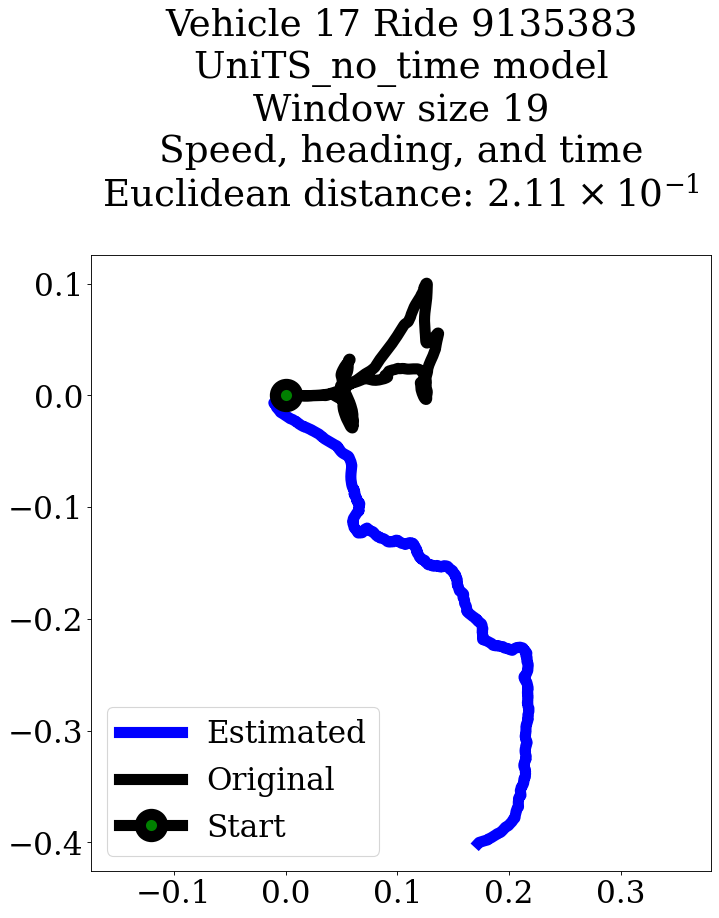 Vehicle 17 Ride 9135383
UniTS_no_time model
Window size 19
Speed, heading, and time
Euclidean distance: 2.11 × 10⁻¹
0.1
0.0
−0.1
−0.2
−0.3
−0.4
Estimated
Original
Start
−0.1 0.0 0.1 0.2 0.3